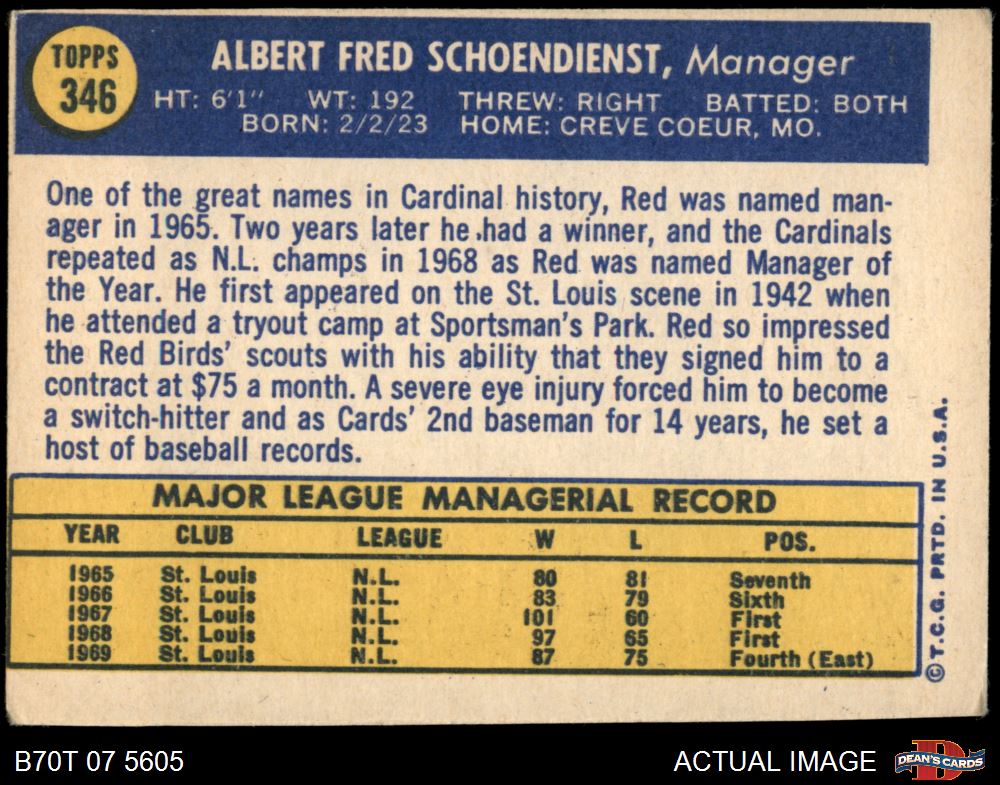 TOPPS
346
ALBERT FRED SCHOENDIENST, Manager
HT: 6'1" WT: 192 THREW: RIGHT BATTED: BOTH
BORN: 2/2/23 HOME: CREVE COEUR, MO.
One of the great names in Cardinal history, Red was named man-
ager in 1965. Two years later he had a winner, and the Cardinals
repeated as N.L. champs in 1968 as Red was named Manager of
the Year. He first appeared on the St. Louis scene in 1942 when
he attended a tryout camp at Sportsman's Park. Red so impressed
the Red Birds' scouts with his ability that they signed him to a
contract at $75 a month. A severe eye injury forced him to become
a switch-hitter and as Cards' 2nd baseman for 14 years, he set a
host of baseball records.
MAJOR LEAGUE MANAGERIAL RECORD
YEAR CLUB LEAGUE W L POS.
1965 St. Louis N.L. 80 81 Seventh
1966 St. Louis N.L. 83 79 Sixth
1967 St. Louis N.L. 101 60 First
1968 St. Louis N.L. 97 65 First
1969 St. Louis N.L. 87 75 Fourth (East)
© T.C.G. PRTD. IN U.S.A.
B70T 07 5605
ACTUAL IMAGE
DEAN'S CARDS